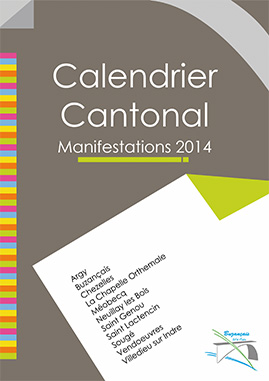 Calendrier
Cantonal
Manifestations 2014
Argy
Buzançais
Chezelles
La Chapelle Orthemale
Méobecq
Neuillay les Bois
Saint Genou
Saint Lactencin
Sougé
Vendoeuvres
Villedieu sur Indre
Buzançais